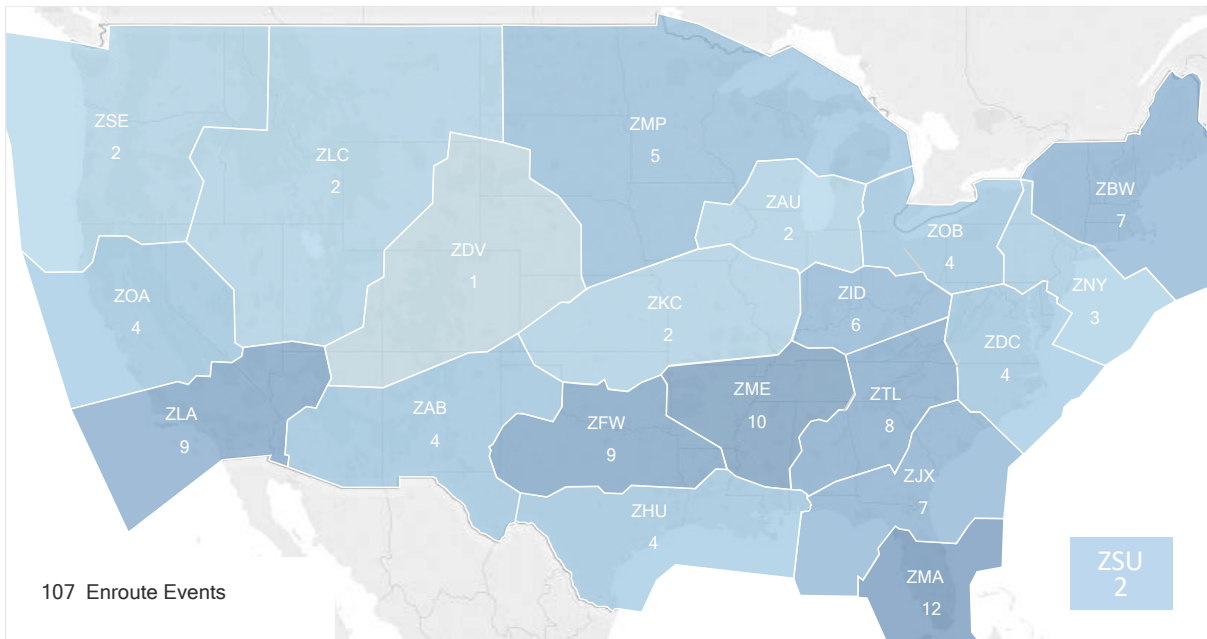 ZSE
2
ZLC
2
ZMP
5
ZBW
7
ZAU
2
ZOB
4
ZDV
1
ZOA
4
ZKC
2
ZID
6
ZNY
3
ZDC
4
ZLA
9
ZAB
4
ZFW
9
ZME
10
ZTL
8
ZJX
7
ZHU
4
ZMA
12
ZSU
2
107 Enroute Events